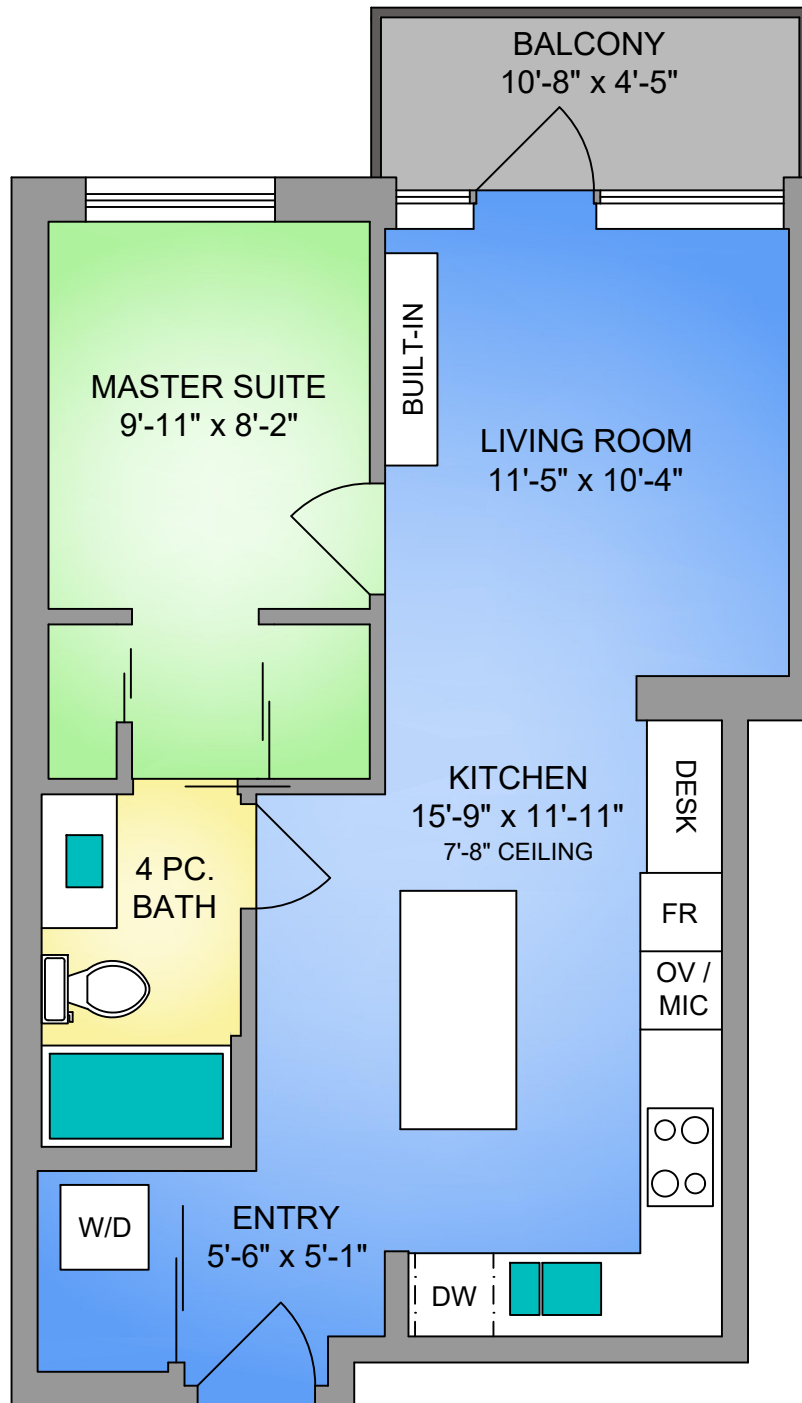 BALCONY
10'-8" x 4'-5"
BUILT-IN
MASTER SUITE
9'-11" x 8'-2"
LIVING ROOM
11'-5" x 10'-4"
KITCHEN
15'-9" x 11'-11"
7'-8" CEILING
DESK
4 PC.
BATH
FR
OV /
MIC
W/D
ENTRY
5'-6" x 5'-1"
DW